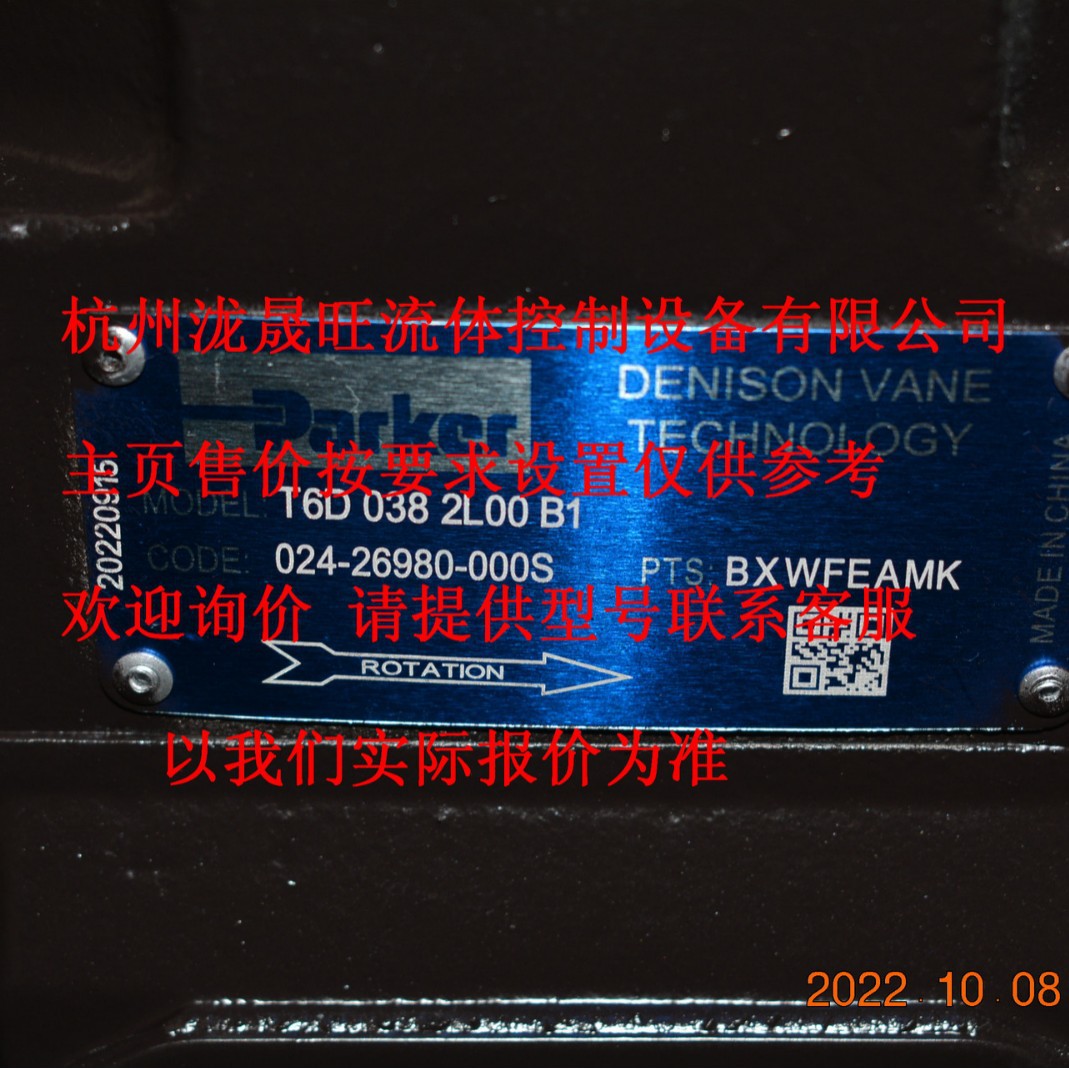 杭州泷晟旺流体控制设备有限公司
Parker
DENISON VANE
TECHNOLOGY
主页售价按要求设置仅供参考
20220915
MODEL: T6D 038 2L00 B1
CODE: 024-26980-000S
PTS: BXWFEAMK
MADE IN CHINA
欢迎询价 请提供型号联系客服
ROTATION
以我们实际报价为准
2022 10 08